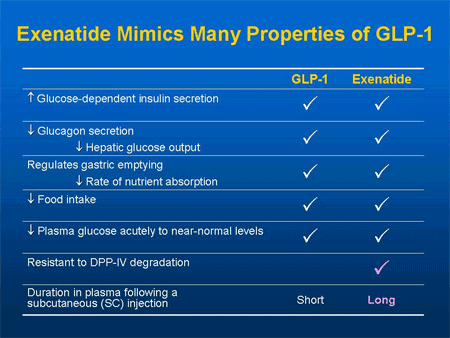 Exenatide Mimics Many Properties of GLP-1
GLP-1 Exenatide
↑ Glucose-dependent insulin secretion ✓ ✓
↓ Glucagon secretion
↓ Hepatic glucose output ✓ ✓
Regulates gastric emptying
↓ Rate of nutrient absorption ✓ ✓
↓ Food intake ✓ ✓
↓ Plasma glucose acutely to near-normal levels ✓ ✓
Resistant to DPP-IV degradation ✓
Duration in plasma following a
subcutaneous (SC) injection Short Long